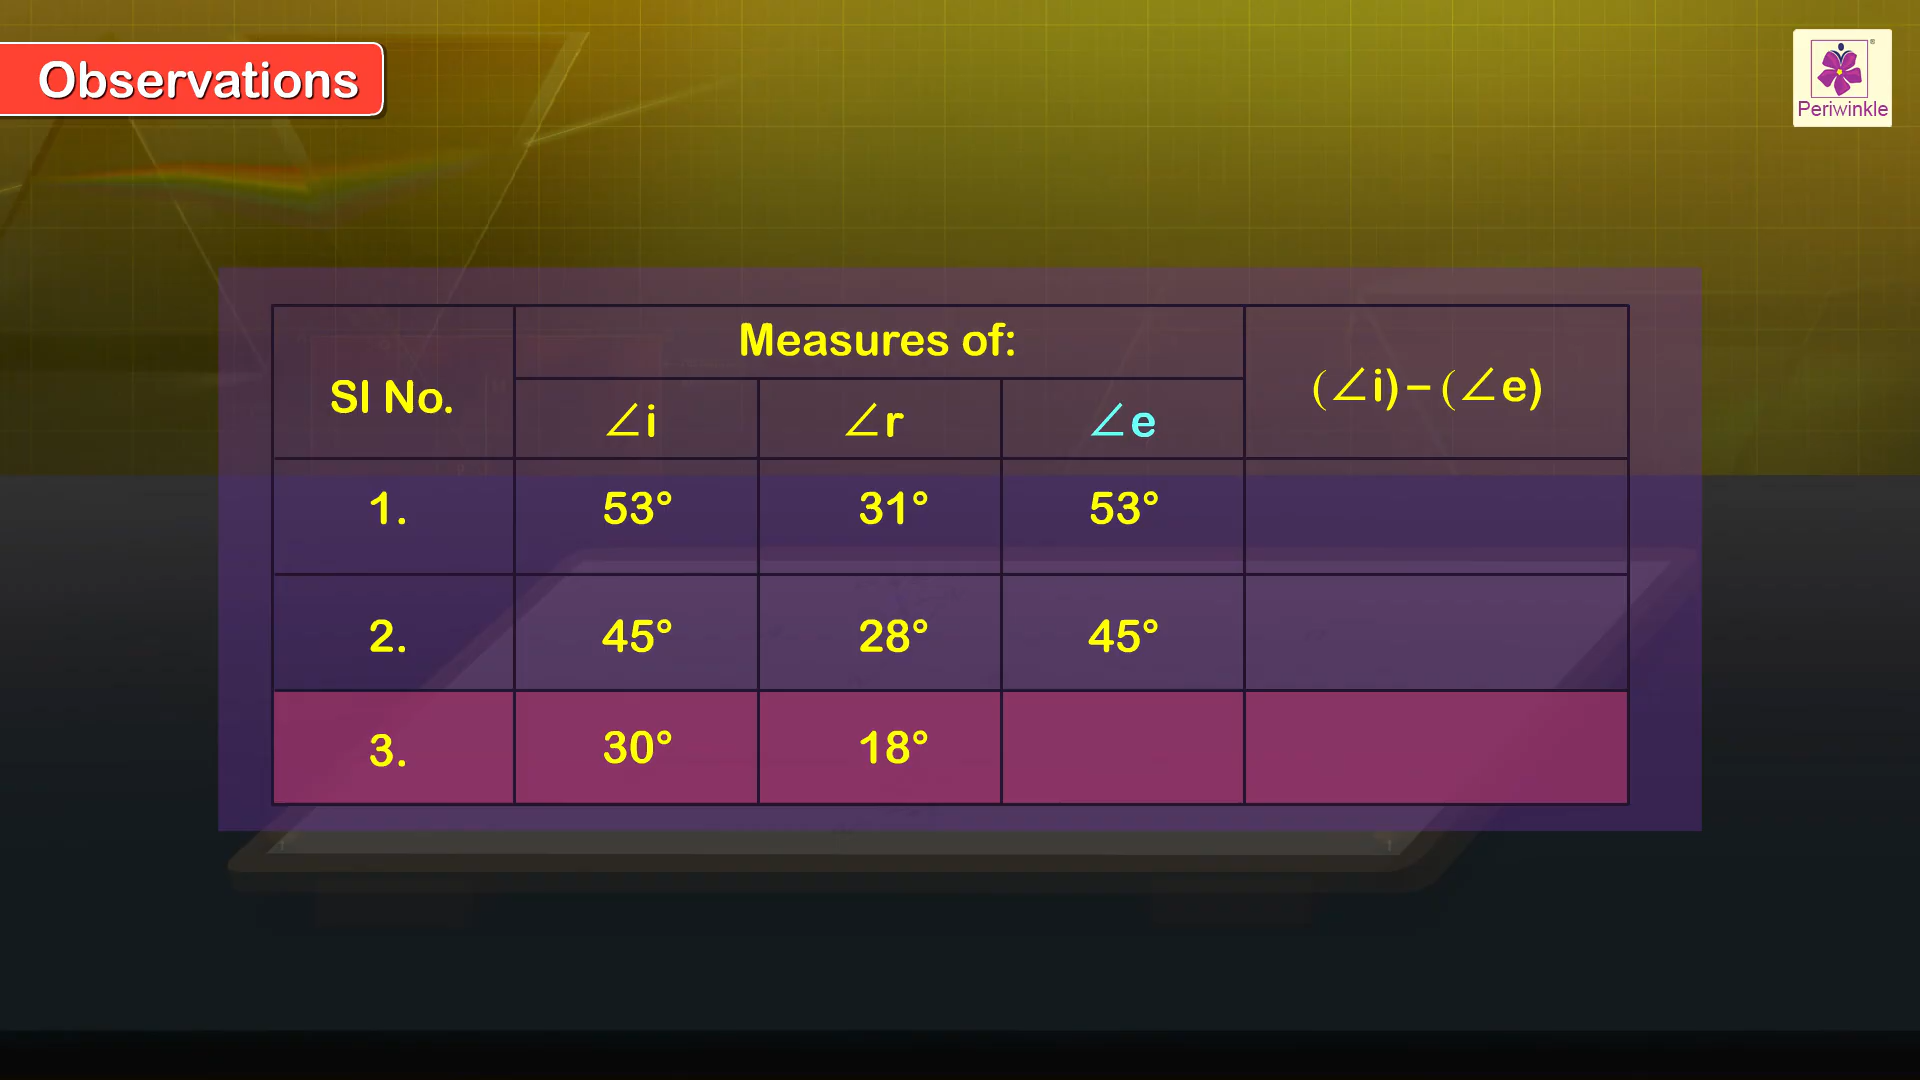 Observations
Periwinkle
Measures of:
Sl No.
(∠i) – (∠e)
∠i ∠r ∠e
1. 53° 31° 53°
2. 45° 28° 45°
3. 30° 18°